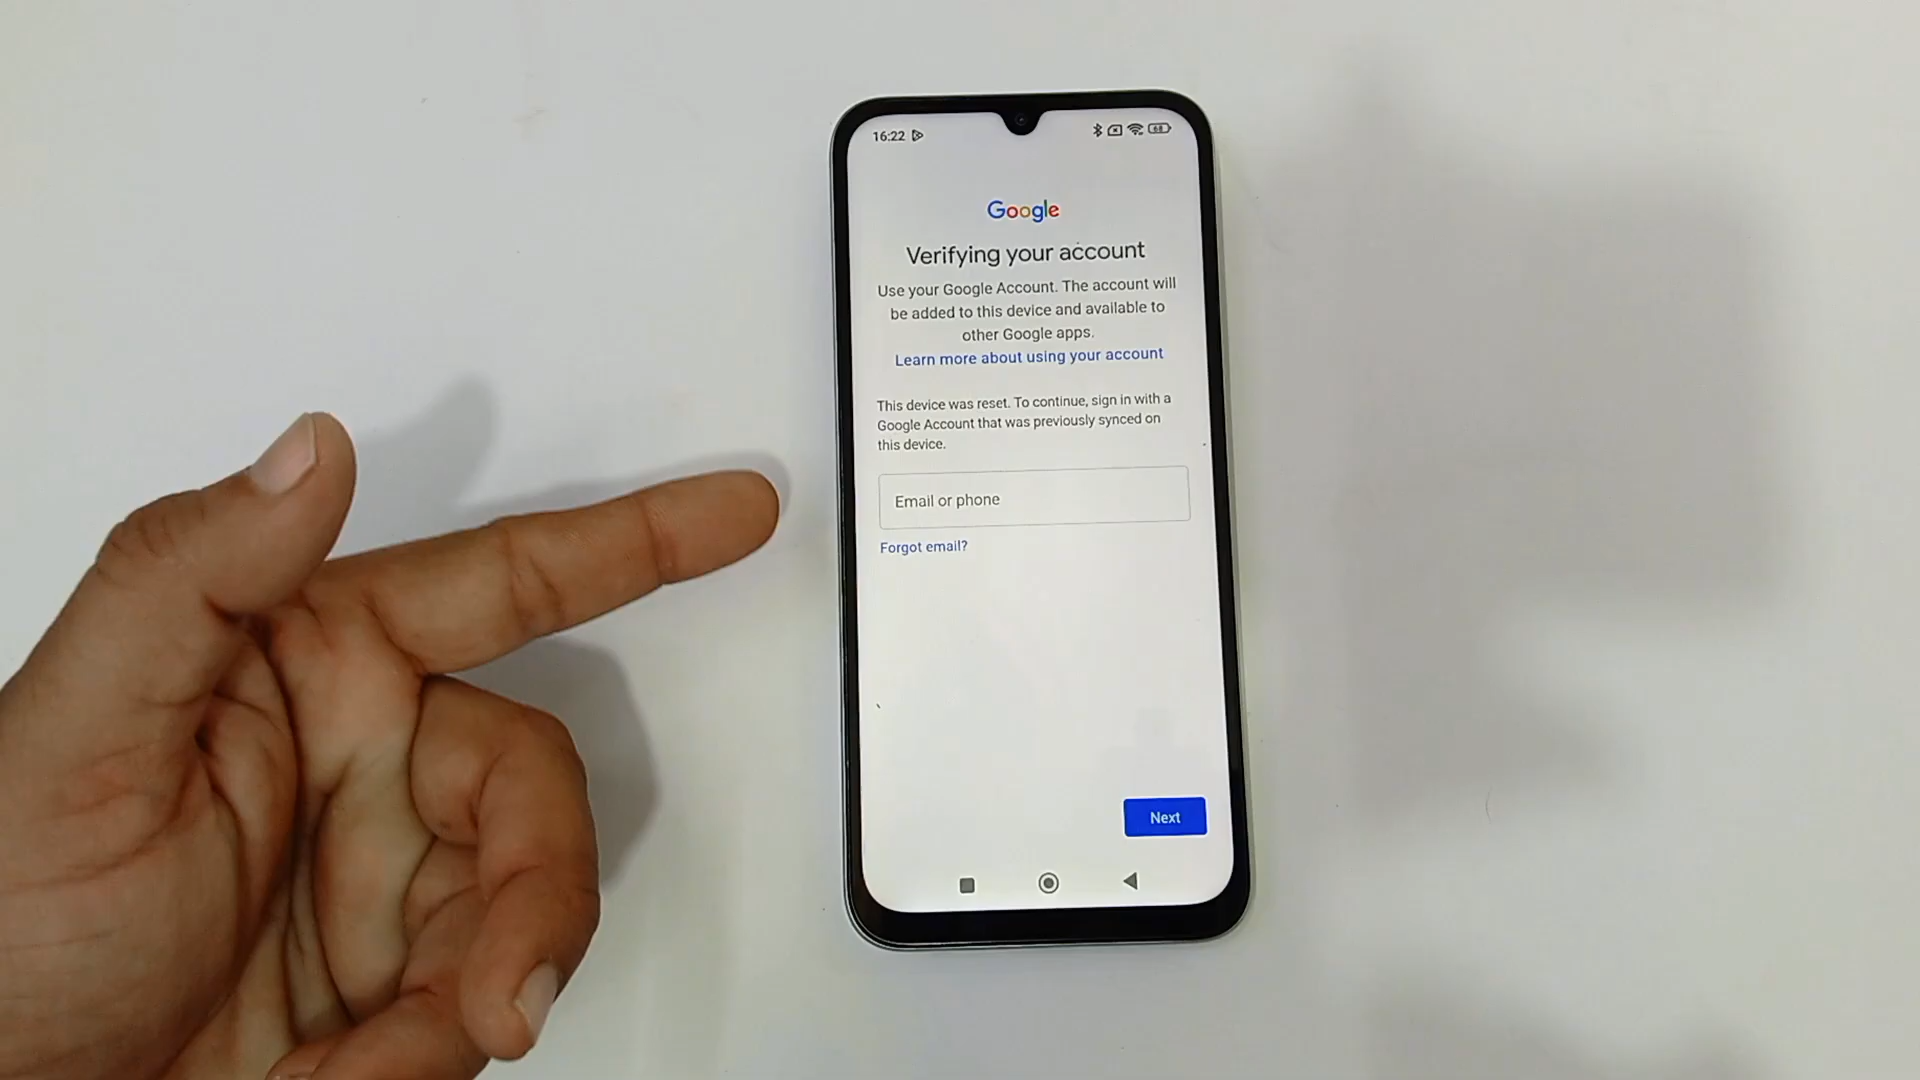 16:22
68
Google
Verifying your account
Use your Google Account. The account will
be added to this device and available to
other Google apps.
Learn more about using your account
This device was reset. To continue, sign in with a
Google Account that was previously synced on
this device.
Email or phone
Forgot email?
Next